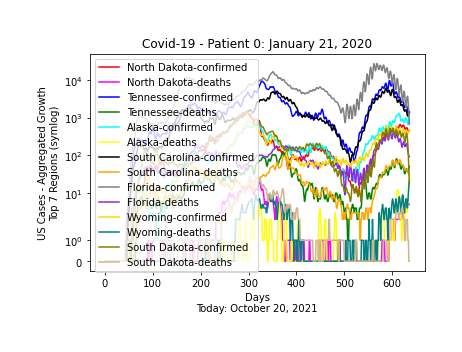 Covid-19 - Patient 0: January 21, 2020
US Cases - Aggregated Growth
Top 7 Regions (symlog)
10⁴
10³
10²
10¹
10⁰
0
North Dakota-confirmed
North Dakota-deaths
Tennessee-confirmed
Tennessee-deaths
Alaska-confirmed
Alaska-deaths
South Carolina-confirmed
South Carolina-deaths
Florida-confirmed
Florida-deaths
Wyoming-confirmed
Wyoming-deaths
South Dakota-confirmed
South Dakota-deaths
0 100 200 300 400 500 600
Days
Today: October 20, 2021